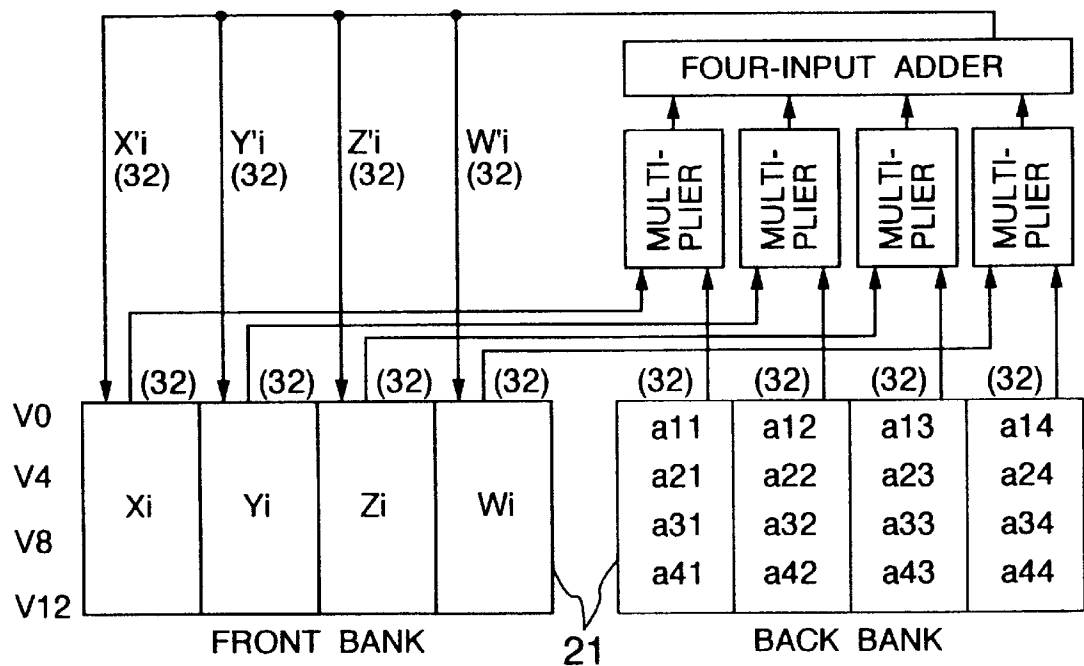 FOUR-INPUT ADDER
X'i
(32)
Y'i
(32)
Z'i
(32)
W'i
(32)
MULTI-
PLIER
MULTI-
PLIER
MULTI-
PLIER
MULTI-
PLIER
(32) (32) (32) (32) (32) (32) (32) (32)
V0 a11 a12 a13 a14
V4 a21 a22 a23 a24
Xi Yi Zi Wi
V8 a31 a32 a33 a34
V12 a41 a42 a43 a44
FRONT BANK 21 BACK BANK